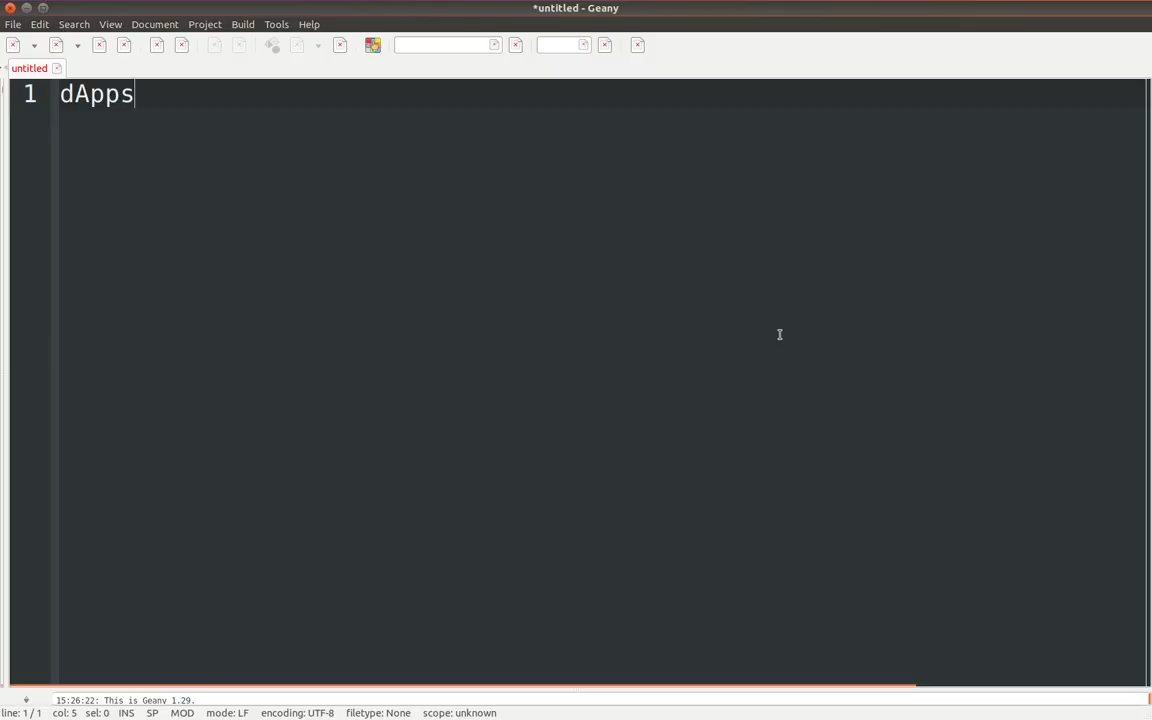 *untitled - Geany
File Edit Search View Document Project Build Tools Help
untitled
1 dApps
15:26:22: This is Geany 1.29.
line: 1 / 1 col: 5 sel: 0 INS SP MOD mode: LF encoding: UTF-8 filetype: None scope: unknown